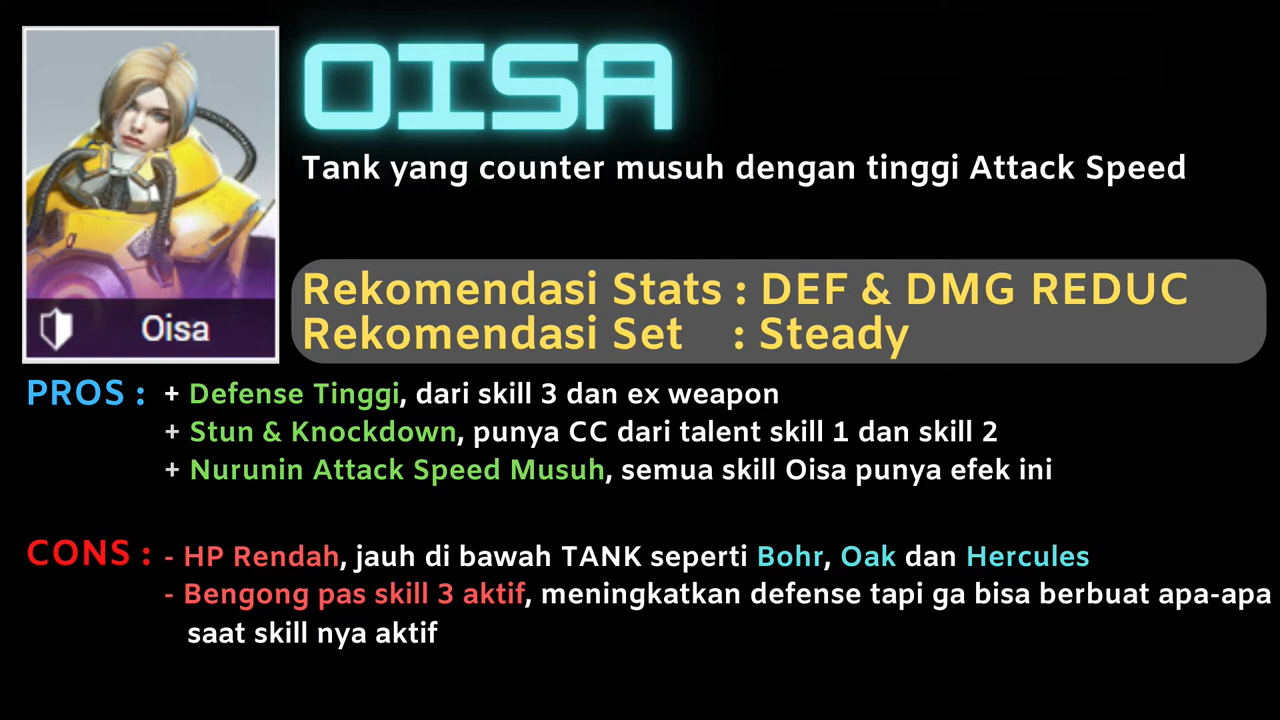 OISA
Tank yang counter musuh dengan tinggi Attack Speed
Rekomendasi Stats : DEF & DMG REDUC
Rekomendasi Set : Steady
Oisa
PROS : + Defense Tinggi, dari skill 3 dan ex weapon
+ Stun & Knockdown, punya CC dari talent skill 1 dan skill 2
+ Nurunin Attack Speed Musuh, semua skill Oisa punya efek ini
CONS : - HP Rendah, jauh di bawah TANK seperti Bohr, Oak dan Hercules
- Bengong pas skill 3 aktif, meningkatkan defense tapi ga bisa berbuat apa-apa
saat skill nya aktif